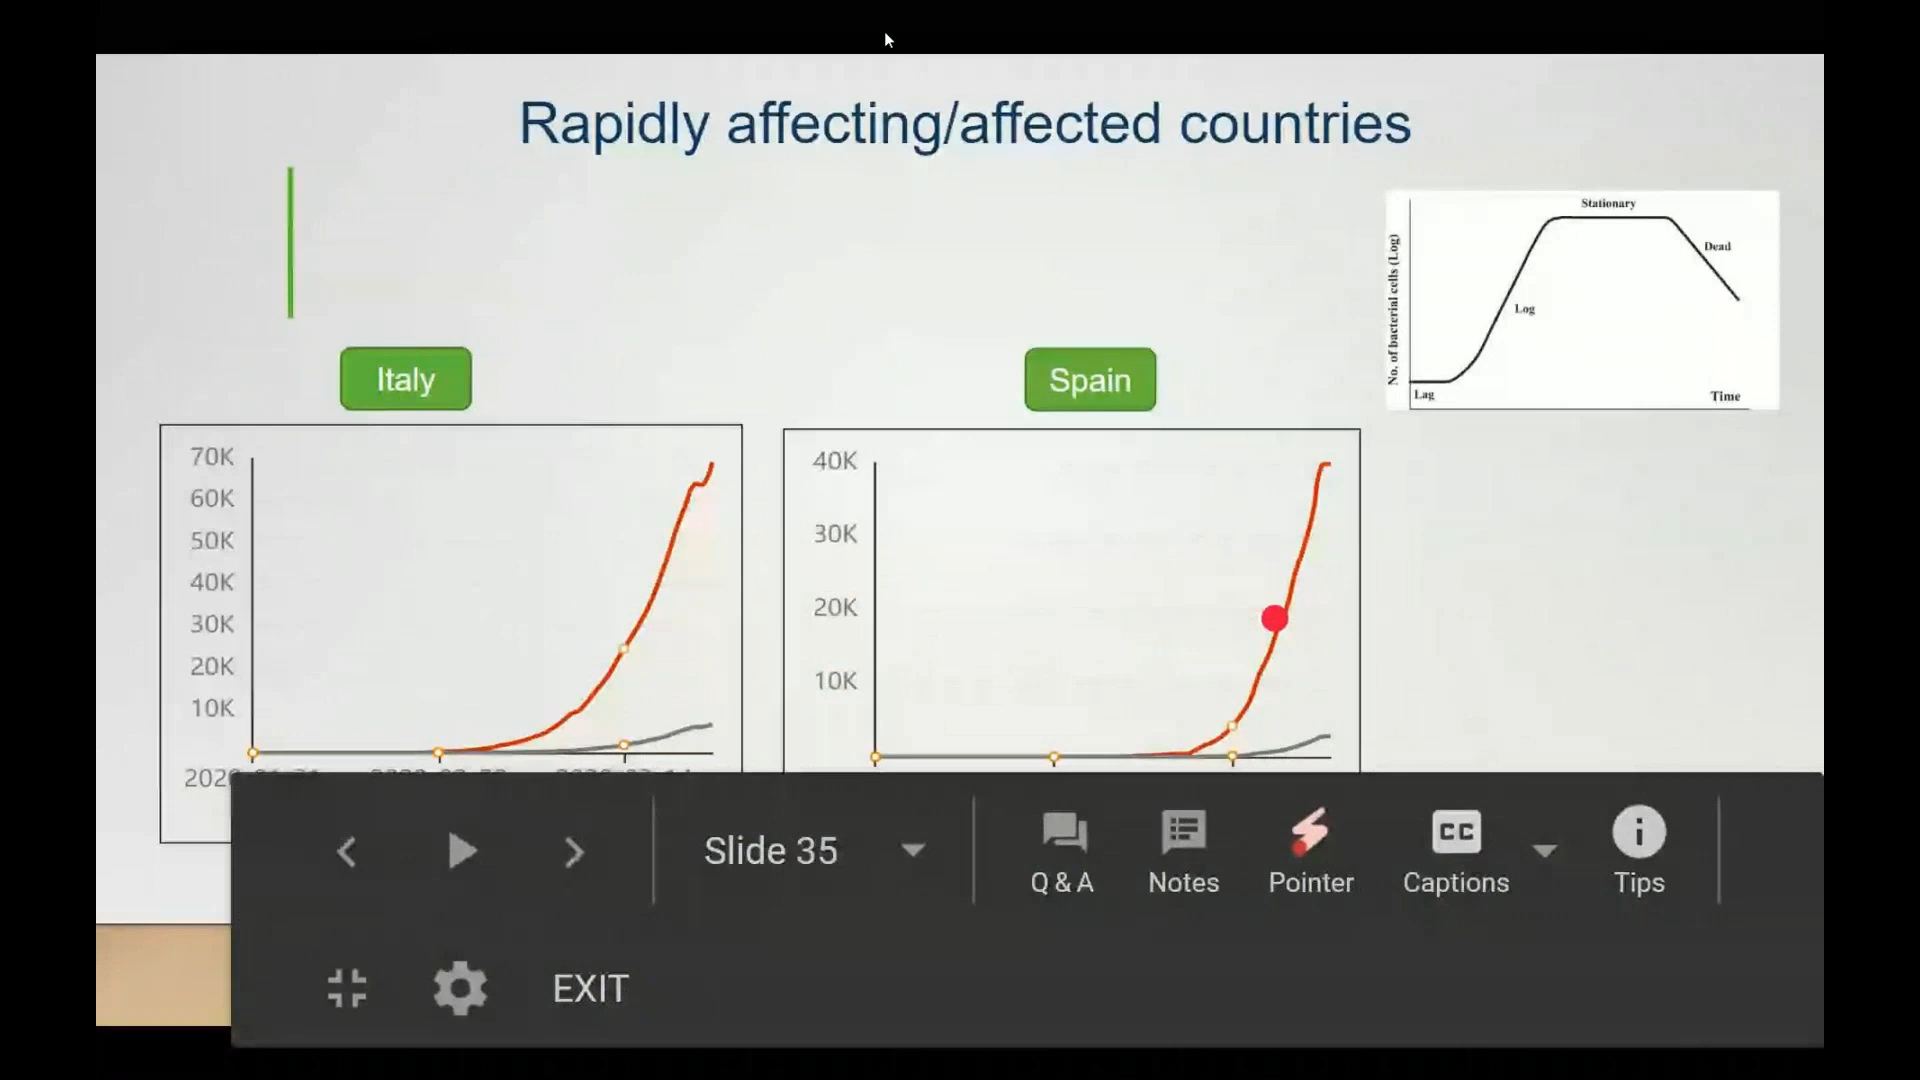 Rapidly affecting/affected countries
Stationary
Dead
Log
No. of bacterial cells (Log)
Lag
Time
Italy
Spain
70K
60K
50K
40K
30K
20K
10K
40K
30K
20K
10K
Slide 35
Q & A
Notes
Pointer
CC
Captions
Tips
EXIT